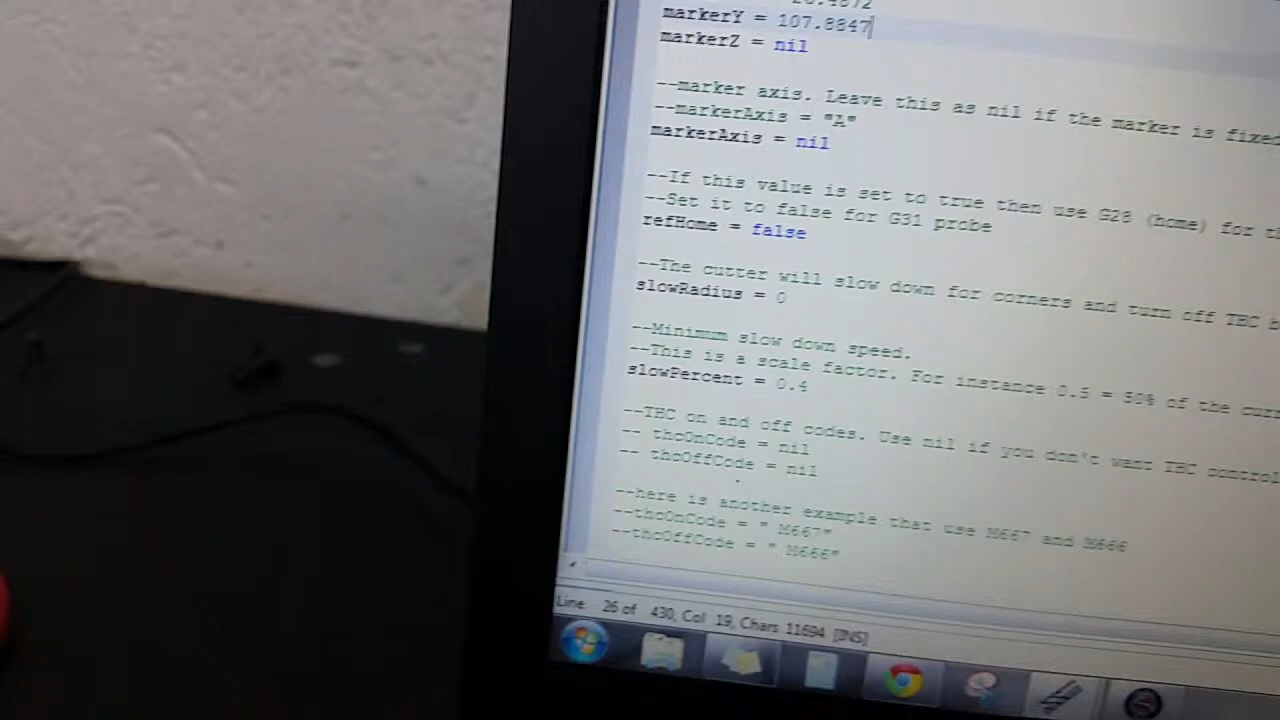 markerY = 107.8847
markerZ = nil
--marker axis. Leave this as nil if the marker is fixed
--markerAxis = "A"
markerAxis = nil
--If this value is set to true then use G28 (home) for th
--Set it to false for G31 probe
refHome = false
--The cutter will slow down for corners and turn off THC b
slowRadius = 0
--Minimum slow down speed.
--This is a scale factor. For instance 0.5 = 50% of the curr
slowPercent = 0.4
--THC on and off codes. Use nil if you don't want THC control
-- thcOnCode = nil
-- thcOffCode = nil
--here is another example that use M667 and M666
--thcOnCode = " M667"
--thcOffCode = " M666"
Line 26 of 430, Col 19, Chars 11694 [INS]